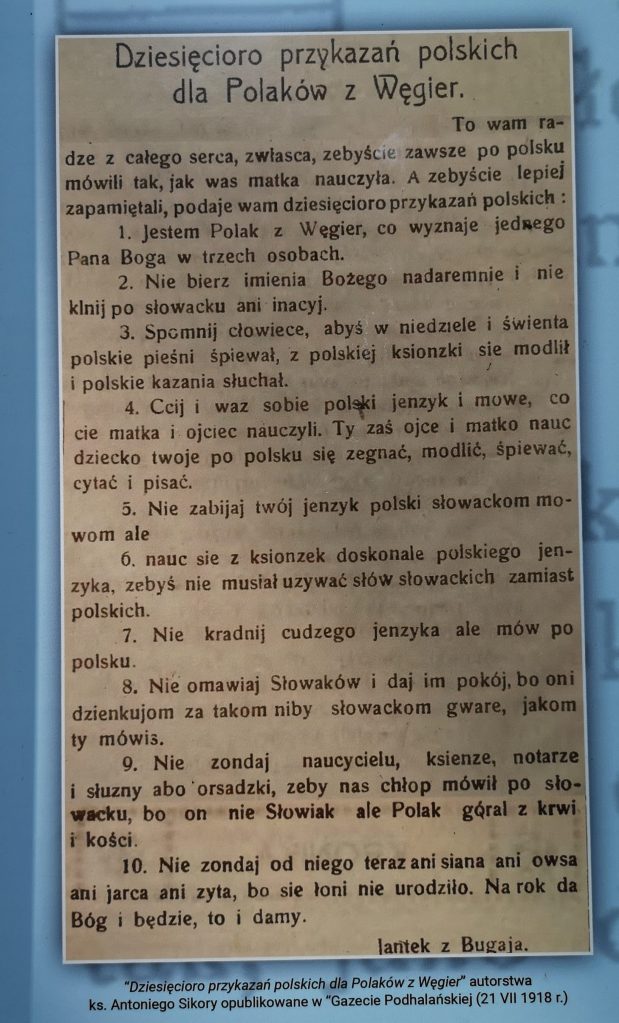 Dziesięcioro przykazań polskich
dla Polaków z Węgier.
To wam ra-
dze z całego serca, zwłasca, zebyście zawsze po polsku
mówili tak, jak was matka nauczyła. A zebyście lepiej
zapamiętali, podaje wam dziesięcioro przykazań polskich :
1. Jestem Polak z Węgier, co wyznaje jednego
Pana Boga w trzech osobach.
2. Nie bierz imienia Bożego nadaremnie i nie
klnij po słowacku ani inacyj.
3. Spomnij cłowiece, abyś w niedziele i świenta
polskie pieśni śpiewał, z polskiej ksionzki sie modlił
i polskie kazania słuchał.
4. Ccij i waz sobie polski jenzyk i mowe, co
cie matka i ojciec nauczyli. Ty zaś ojce i matko nauc
dziecko twoje po polsku się zegnać, modlić, śpiewać,
cytać i pisać.
5. Nie zabijaj twój jenzyk polski słowackom mo-
wom ale
6. nauc sie z ksionzek doskonale polskiego jen-
zyka, zebyś nie musiał uzywać słów słowackich zamiast
polskich.
7. Nie kradnij cudzego jenzyka ale mów po
polsku.
8. Nie omawiaj Słowaków i daj im pokój, bo oni
dzienkujom za takom niby słowackom gware, jakom
ty mówis.
9. Nie zondaj naucycielu, ksienze, notarze
i słuzny abo orsadzki, zeby nas chłop mówił po sło-
wacku, bo on nie Słowiak ale Polak góral z krwi
i kości.
10. Nie zondaj od niego teraz ani siana ani owsa
ani jarca ani zyta, bo sie łoni nie urodziło. Na rok da
Bóg i będzie, to i damy.
Jantek z Bugaja.
"Dziesięcioro przykazań polskich dla Polaków z Węgier" autorstwa
ks. Antoniego Sikory opublikowane w "Gazecie Podhalańskiej (21 VII 1918 r.)